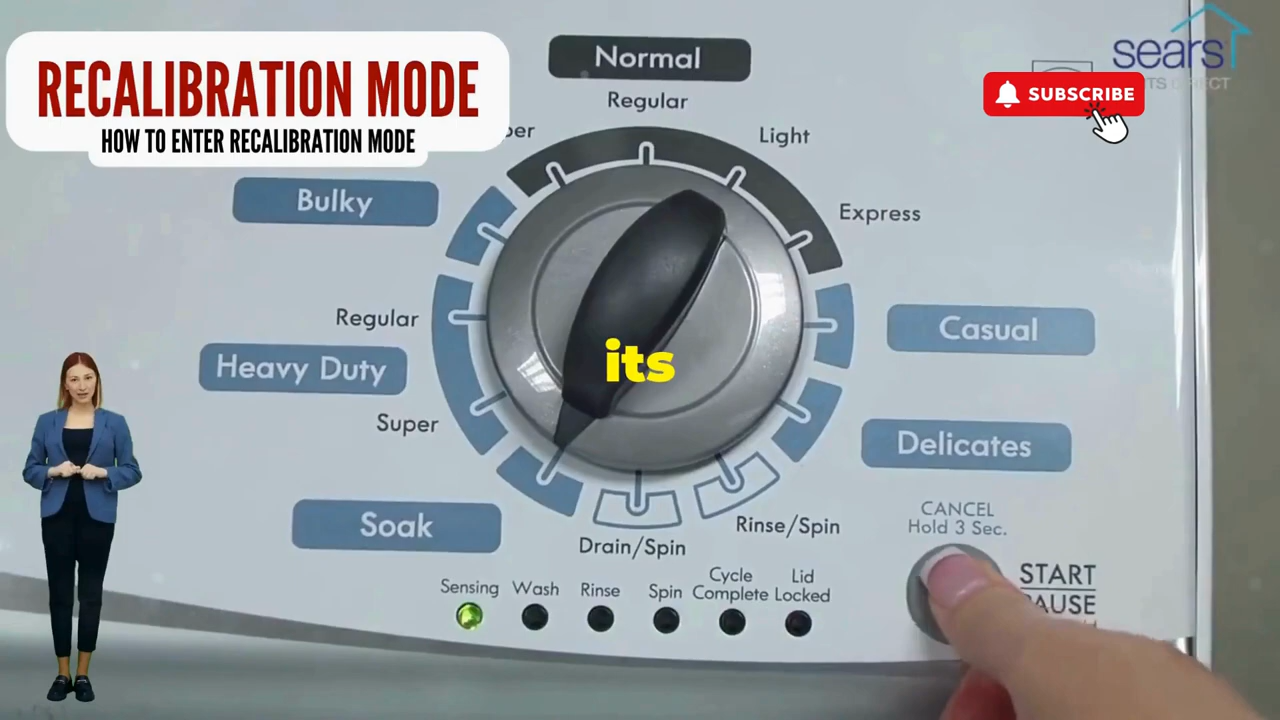 RECALIBRATION MODE
HOW TO ENTER RECALIBRATION MODE
sears
SUBSCRIBE
Normal
Regular
Light
Express
Bulky
Regular
Heavy Duty
Super
Casual
Delicates
its
Soak
Drain/Spin
Rinse/Spin
CANCEL
Hold 3 Sec.
START
Sensing
Wash
Rinse
Spin
Cycle
Complete
Lid
Locked